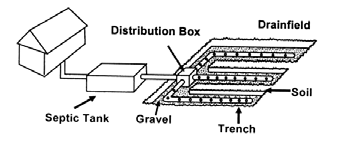 Distribution Box
Drainfield
Septic Tank
Gravel
Soil
Trench